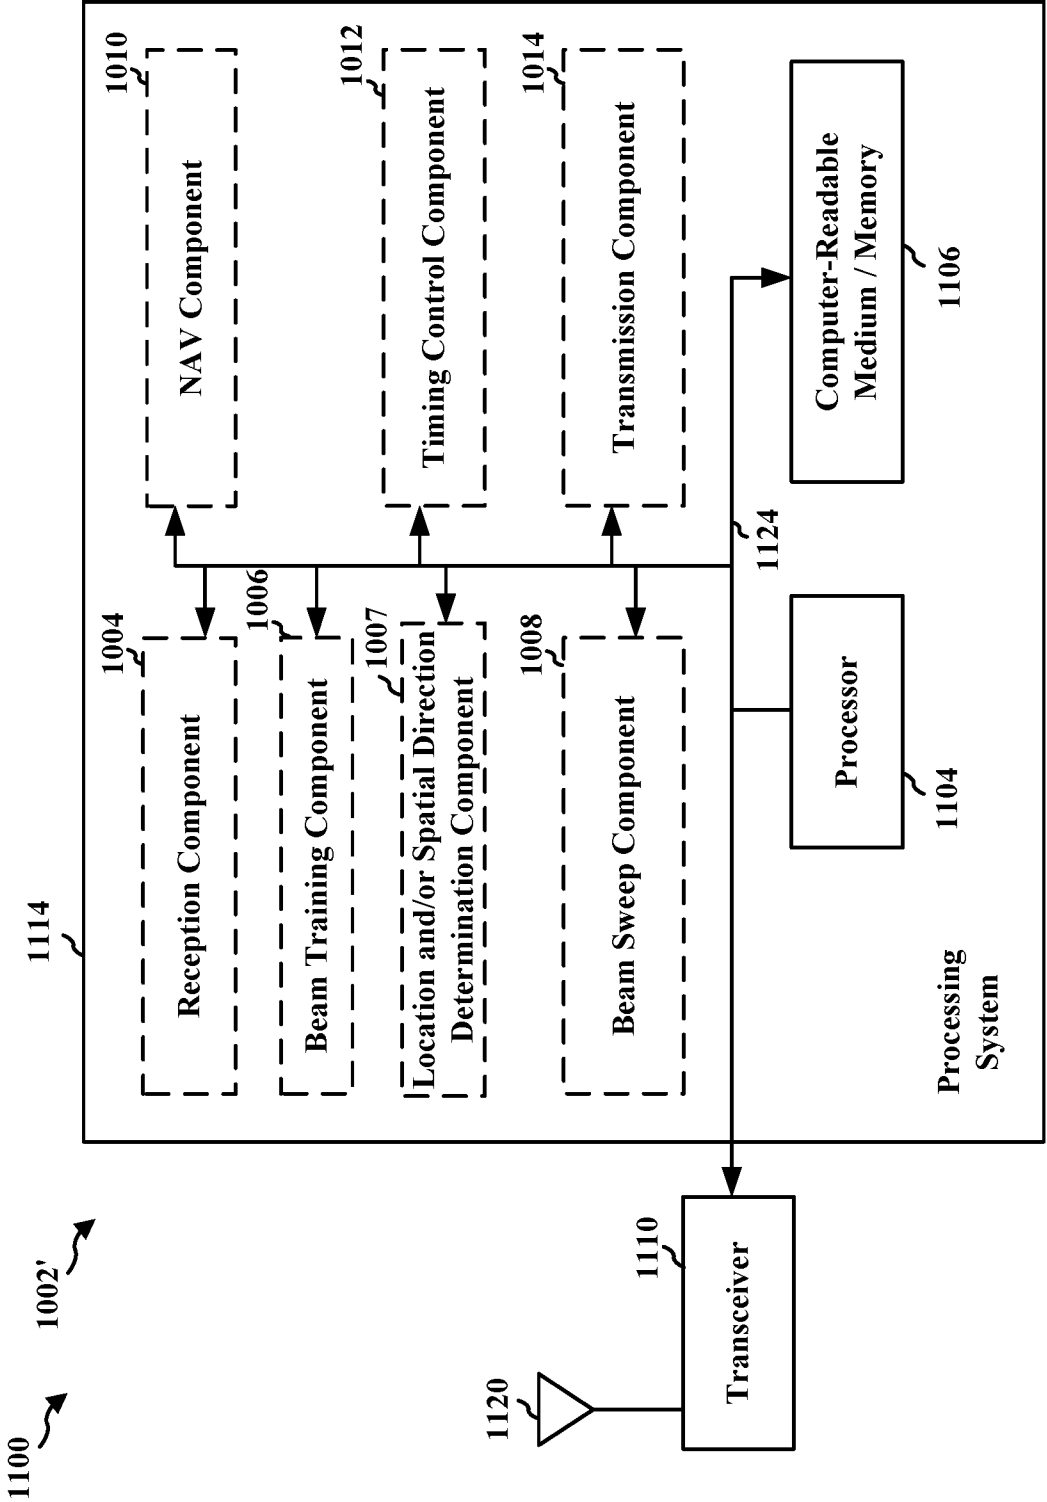 1100
1002'
1114
1004
Reception Component
1006
Beam Training Component
1007
Location and/or Spatial Direction
Determination Component
1008
Beam Sweep Component
1010
NAV Component
1012
Timing Control Component
1014
Transmission Component
1124
1120
1110
Transceiver
Processor
1104
Computer-Readable
Medium / Memory
1106
Processing
System